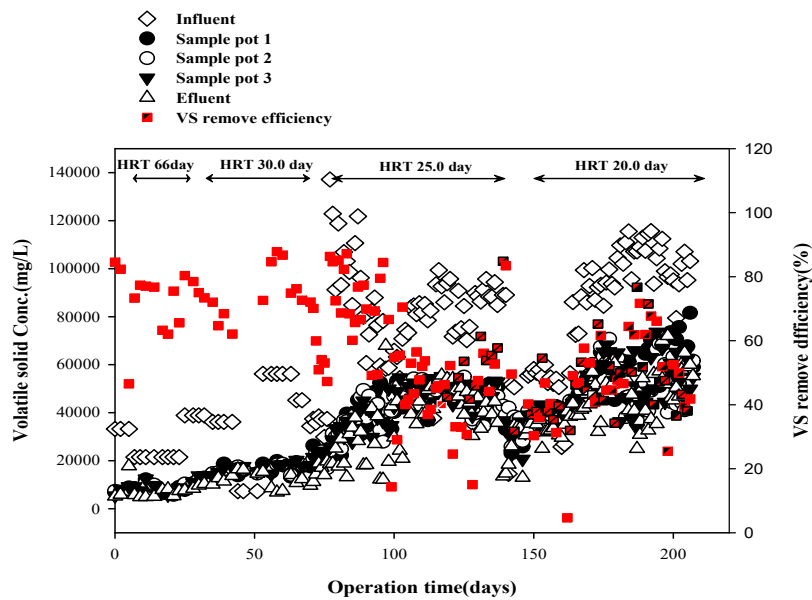 Influent
Sample pot 1
Sample pot 2
Sample pot 3
Efluent
VS remove efficiency
HRT 66day
HRT 30.0 day
HRT 25.0 day
HRT 20.0 day
140000
120000
100000
80000
60000
40000
20000
0
Volatile solid Conc.(mg/L)
120
100
80
60
40
20
0
VS remove dfficiency(%)
0
50
100
150
200
Operation time(days)